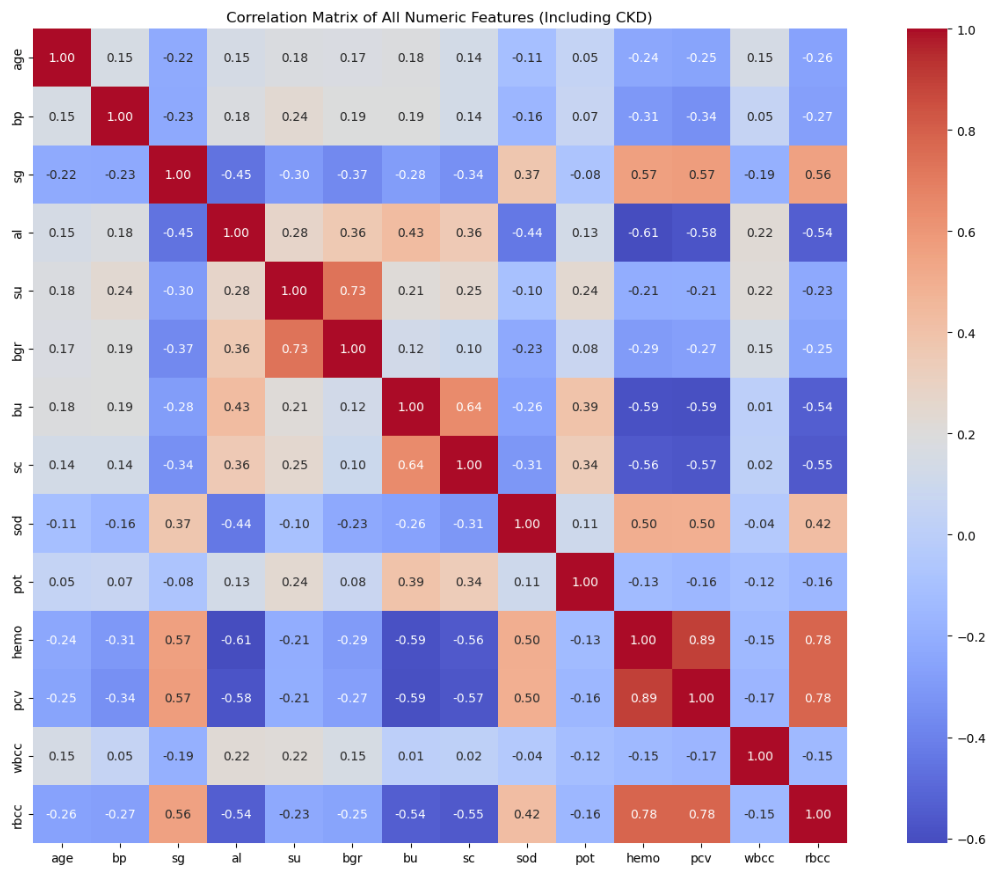 Correlation Matrix of All Numeric Features (Including CKD)
age 1.00 0.15 -0.22 0.15 0.18 0.17 0.18 0.14 -0.11 0.05 -0.24 -0.25 0.15 -0.26
bp 0.15 1.00 -0.23 0.18 0.24 0.19 0.19 0.14 -0.16 0.07 -0.31 -0.34 0.05 -0.27
sg -0.22 -0.23 1.00 -0.45 -0.30 -0.37 -0.28 -0.34 0.37 -0.08 0.57 0.57 -0.19 0.56
al 0.15 0.18 -0.45 1.00 0.28 0.36 0.43 0.36 -0.44 0.13 -0.61 -0.58 0.22 -0.54
su 0.18 0.24 -0.30 0.28 1.00 0.73 0.21 0.25 -0.10 0.24 -0.21 -0.21 0.22 -0.23
bgr 0.17 0.19 -0.37 0.36 0.73 1.00 0.12 0.10 -0.23 0.08 -0.29 -0.27 0.15 -0.25
bu 0.18 0.19 -0.28 0.43 0.21 0.12 1.00 0.64 -0.26 0.39 -0.59 -0.59 0.01 -0.54
sc 0.14 0.14 -0.34 0.36 0.25 0.10 0.64 1.00 -0.31 0.34 -0.56 -0.57 0.02 -0.55
sod -0.11 -0.16 0.37 -0.44 -0.10 -0.23 -0.26 -0.31 1.00 0.11 0.50 0.50 -0.04 0.42
pot 0.05 0.07 -0.08 0.13 0.24 0.08 0.39 0.34 0.11 1.00 -0.13 -0.16 -0.12 -0.16
hemo -0.24 -0.31 0.57 -0.61 -0.21 -0.29 -0.59 -0.56 0.50 -0.13 1.00 0.89 -0.15 0.78
pcv -0.25 -0.34 0.57 -0.58 -0.21 -0.27 -0.59 -0.57 0.50 -0.16 0.89 1.00 -0.17 0.78
wbcc 0.15 0.05 -0.19 0.22 0.22 0.15 0.01 0.02 -0.04 -0.12 -0.15 -0.17 1.00 -0.15
rbcc -0.26 -0.27 0.56 -0.54 -0.23 -0.25 -0.54 -0.55 0.42 -0.16 0.78 0.78 -0.15 1.00
age bp sg al su bgr bu sc sod pot hemo pcv wbcc rbcc
1.0
0.8
0.6
0.4
0.2
0.0
−0.2
−0.4
−0.6